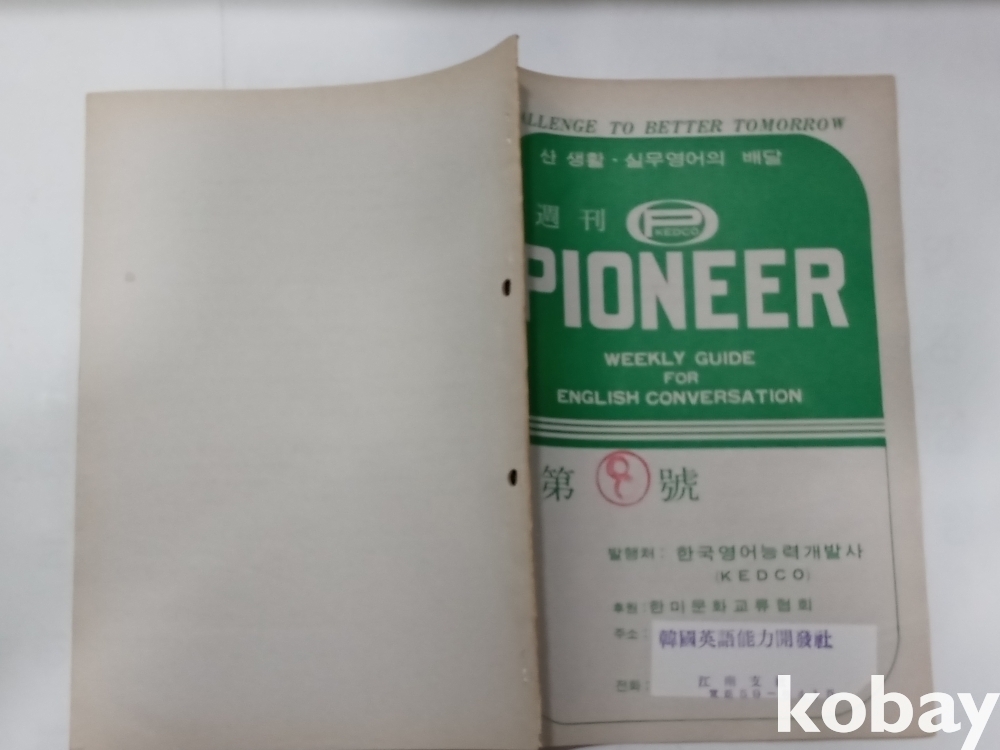 ALLENGE TO BETTER TOMORROW
산 생활 · 실무영어의 배달
週刊
P
KEDCO
PIONEER
WEEKLY GUIDE
FOR
ENGLISH CONVERSATION
第 8 號
발행처: 한국영어능력개발사
(KEDCO)
후원: 한미문화교류협회
주소:
韓國英語能力開發社
전화:
kobay